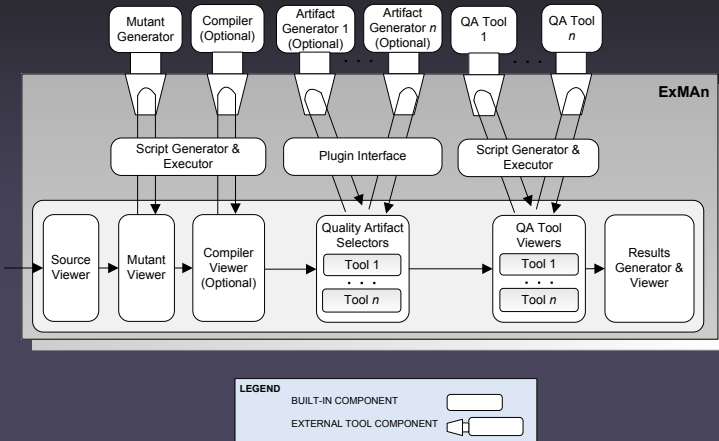 Mutant
Generator
Compiler
(Optional)
Artifact
Generator 1
(Optional)
. . .
Artifact
Generator n
(Optional)
QA Tool
1
. . .
QA Tool
n
ExMAn
Script Generator &
Executor
Plugin Interface
Script Generator &
Executor
Source
Viewer
Mutant
Viewer
Compiler
Viewer
(Optional)
Quality Artifact
Selectors
Tool 1
. . .
Tool n
QA Tool
Viewers
Tool 1
. . .
Tool n
Results
Generator &
Viewer
LEGEND
BUILT-IN COMPONENT
EXTERNAL TOOL COMPONENT